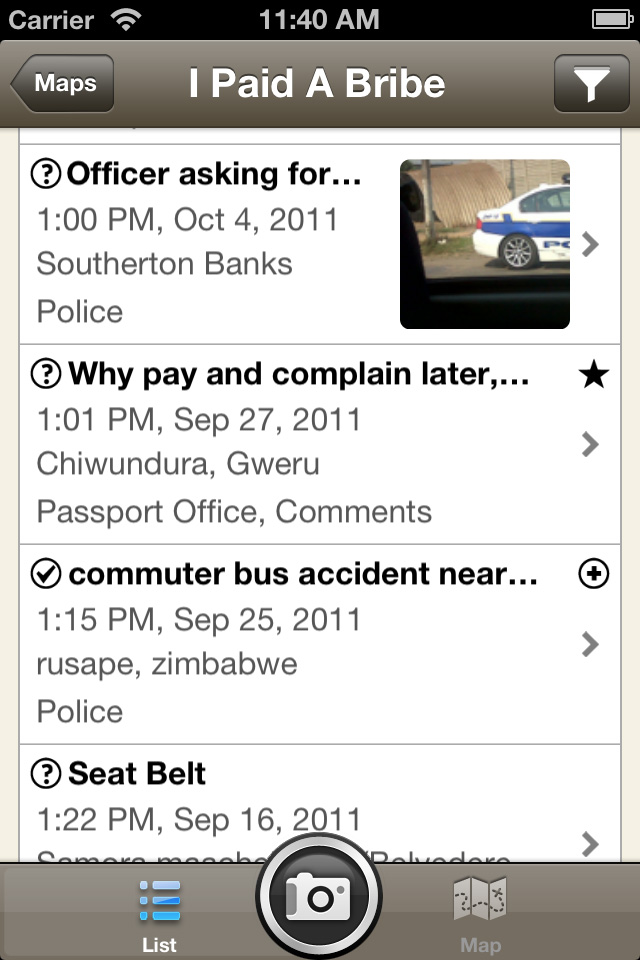 Carrier 11:40 AM
Maps I Paid A Bribe
Officer asking for...
1:00 PM, Oct 4, 2011
Southerton Banks
Police
Why pay and complain later,...
1:01 PM, Sep 27, 2011
Chiwundura, Gweru
Passport Office, Comments
commuter bus accident near...
1:15 PM, Sep 25, 2011
rusape, zimbabwe
Police
Seat Belt
1:22 PM, Sep 16, 2011
Samora /Belvedere
List Map